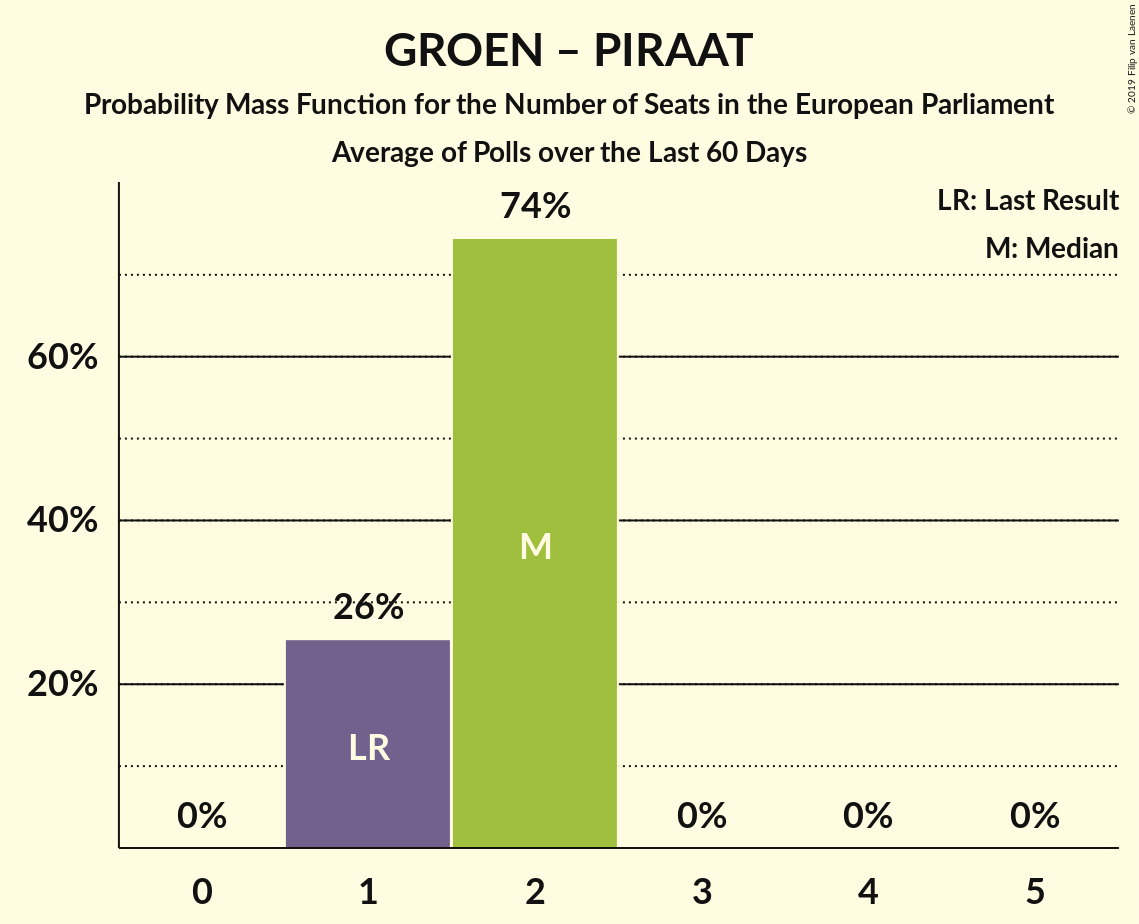 GROEN – PIRAAT
Probability Mass Function for the Number of Seats in the European Parliament
Average of Polls over the Last 60 Days
© 2019 Filip van Laenen
LR: Last Result
M: Median
74%
60%
40%
26%
20%
M
LR
0%
0%
0%
0%
0
1
2
3
4
5